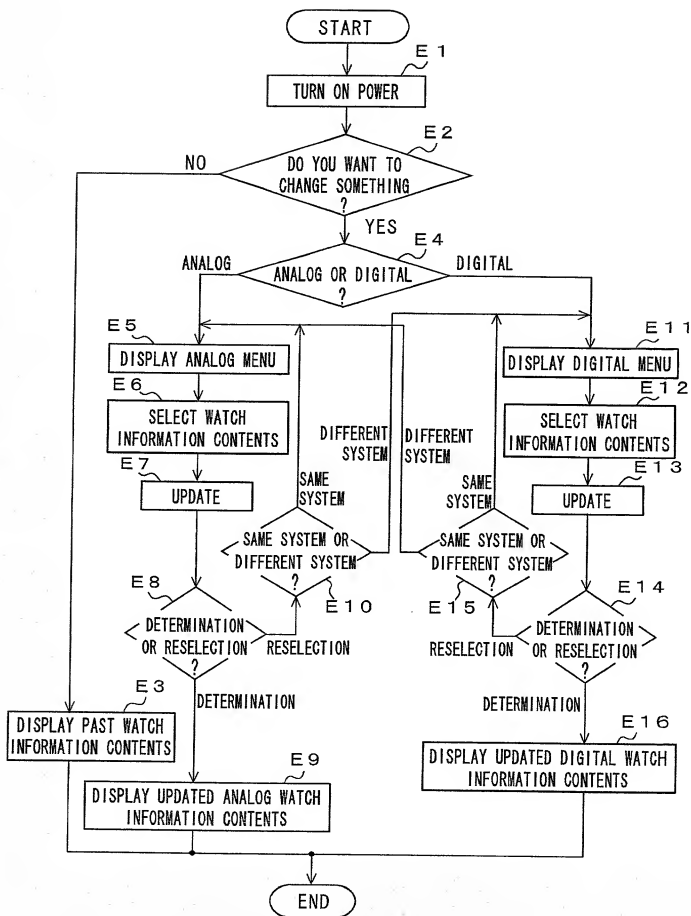 START
E1
TURN ON POWER
E2
NO
DO YOU WANT TO
CHANGE SOMETHING
?
YES
E4
ANALOG
ANALOG OR DIGITAL
?
DIGITAL
E5
DISPLAY ANALOG MENU
E11
DISPLAY DIGITAL MENU
E6
SELECT WATCH
INFORMATION CONTENTS
E12
SELECT WATCH
INFORMATION CONTENTS
DIFFERENT
SYSTEM
DIFFERENT
SYSTEM
E7
UPDATE
E13
UPDATE
SAME
SYSTEM
SAME
SYSTEM
SAME SYSTEM OR
DIFFERENT SYSTEM
?
E10
SAME SYSTEM OR
DIFFERENT SYSTEM
?
E15
E8
DETERMINATION
OR RESELECTION
?
RESELECTION
E14
DETERMINATION
OR RESELECTION
?
RESELECTION
DETERMINATION
DETERMINATION
E3
DISPLAY PAST WATCH
INFORMATION CONTENTS
E16
DISPLAY UPDATED DIGITAL WATCH
INFORMATION CONTENTS
E9
DISPLAY UPDATED ANALOG WATCH
INFORMATION CONTENTS
END